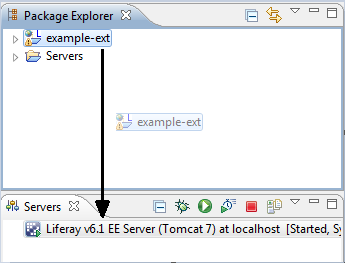 Package Explorer
example-ext
Servers
example-ext
Servers
Liferay v6.1 EE Server (Tomcat 7) at localhost [Started, Sy